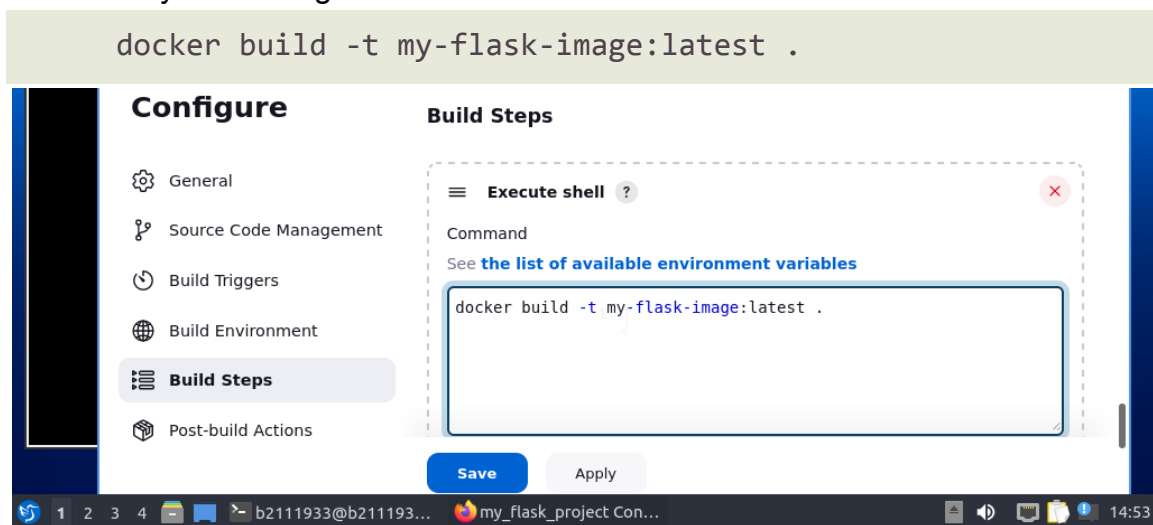 docker build -t my-flask-image:latest .
Configure
Build Steps
General
Execute shell ?
Source Code Management
Command
See the list of available environment variables
Build Triggers
docker build -t my-flask-image:latest .
Build Environment
Build Steps
Post-build Actions
Save Apply
1 2 3 4 b2111933@b211193... my_flask_project Con... 14:53